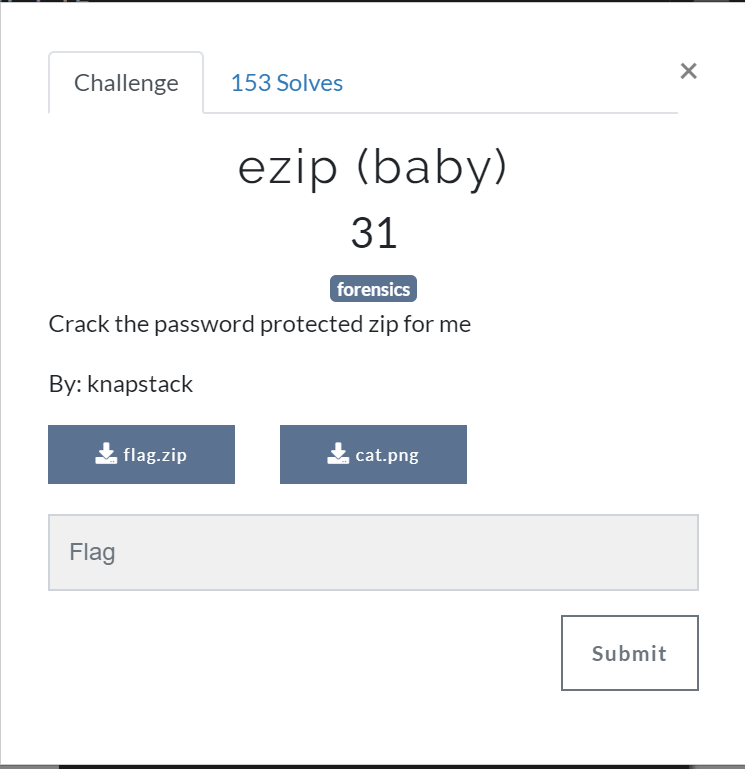 Challenge
153 Solves
×
ezip (baby)
31
forensics
Crack the password protected zip for me
By: knapstack
flag.zip
cat.png
Flag
Submit